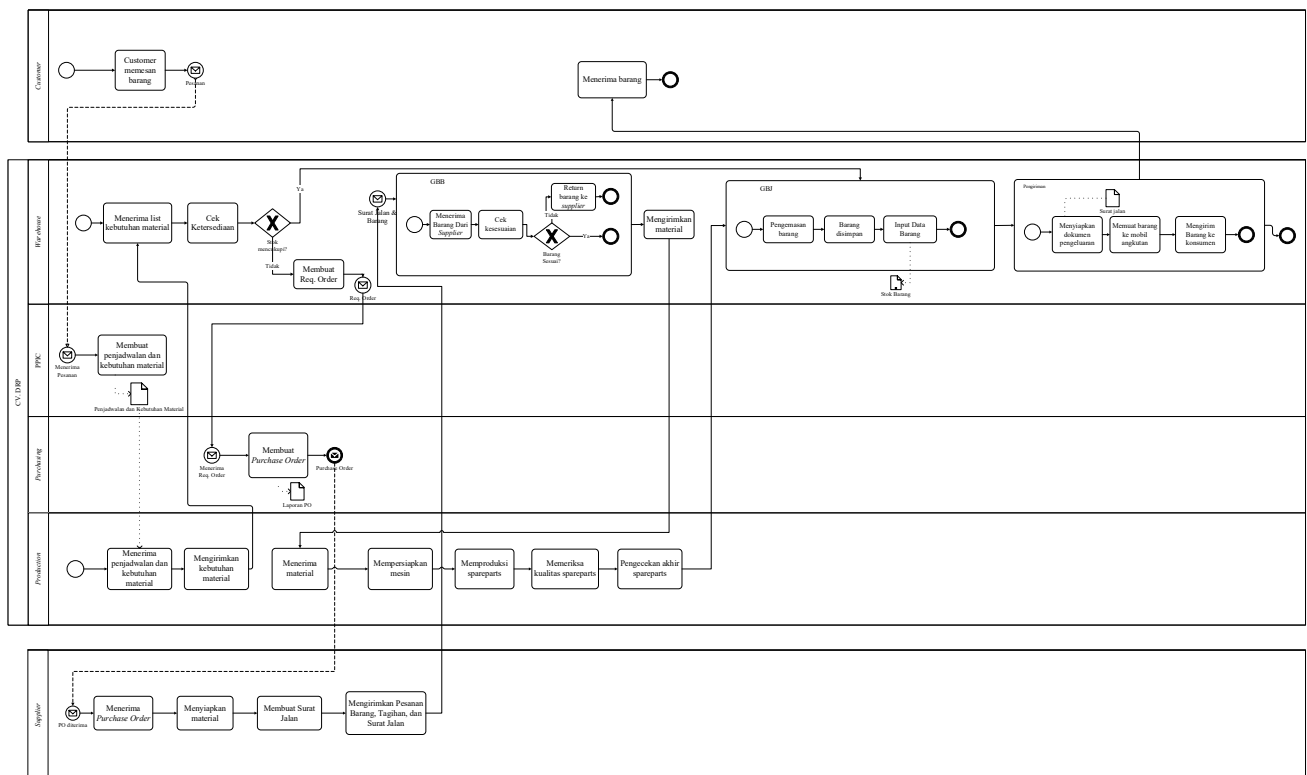 Customer
Customer
memesan
barang
Pesanan
Menerima barang
CV. DRP
Warehouse
Menerima list
kebutuhan material
Cek
Ketersediaan
Ya
Stok
mencukupi?
Tidak
Membuat
Req. Order
Req. Order
Surat Jalan &
Barang
GBB
Menerima
Barang Dari
Supplier
Cek
kesesuaian
Return
barang ke
supplier
Tidak
Ya
Barang
Sesuai?
Mengirimkan
material
GBJ
Pengemasan
barang
Barang
disimpan
Input Data
Barang
Stok Barang
Pengiriman
Surat jalan
Menyiapkan
dokumen
pengeluaran
Memuat barang
ke mobil
angkutan
Mengirim
Barang ke
konsumen
PPIC
Menerima
Pesanan
Membuat
penjadwalan dan
kebutuhan material
Penjadwalan dan Kebutuhan Material
Purchasing
Menerima
Req. Order
Membuat
Purchase Order
Purchase Order
Laporan PO
Production
Menerima
penjadwalan dan
kebutuhan
material
Mengirimkan
kebutuhan
material
Menerima
material
Mempersiapkan
mesin
Memproduksi
spareparts
Memeriksa
kualitas spareparts
Pengecekan akhir
spareparts
Supplier
PO diterima
Menerima
Purchase Order
Menyiapkan
material
Membuat Surat
Jalan
Mengirimkan Pesanan
Barang, Tagihan, dan
Surat Jalan